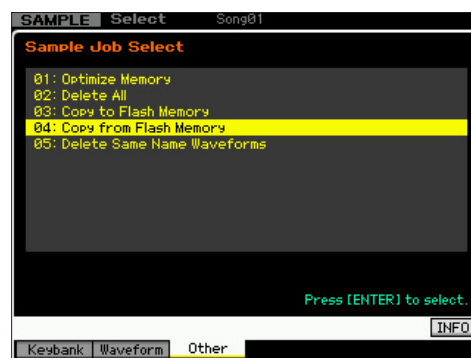 SAMPLE Select Song01
Sample Job Select
01: Optimize Memory
02: Delete All
03: Copy to Flash Memory
04: Copy from Flash Memory
05: Delete Same Name Waveforms
Press [ENTER] to select.
INFO
Keybank Waveform Other